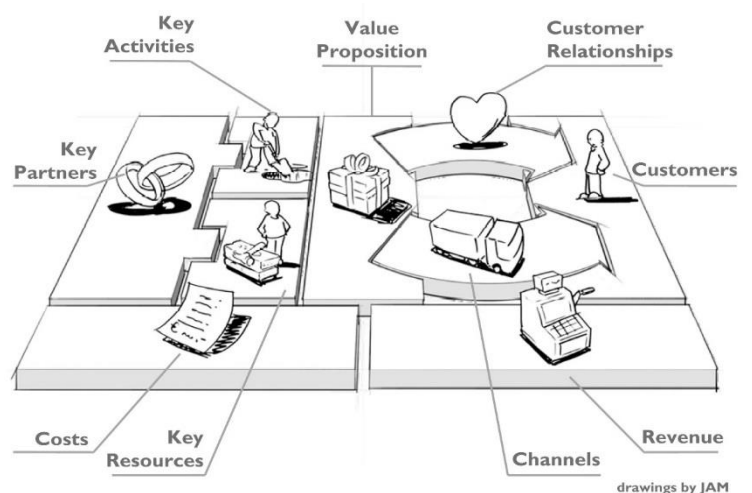 Key
Activities
Value
Proposition
Customer
Relationships
Key
Partners
Customers
Costs
Key
Resources
Channels
Revenue
drawings by JAM